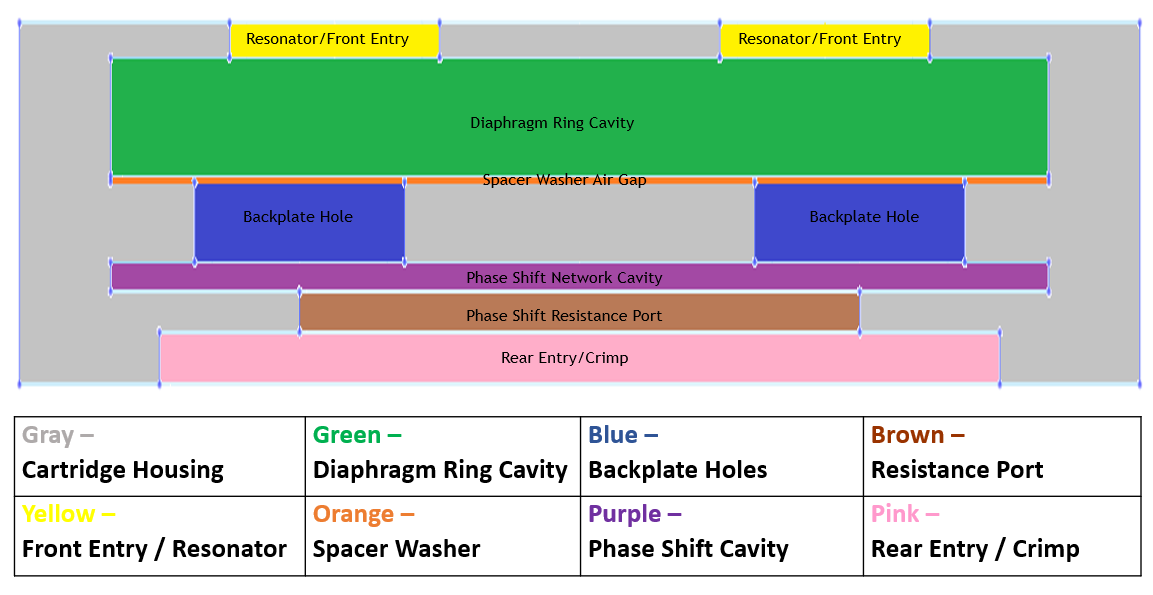 Resonator/Front Entry
Resonator/Front Entry
Diaphragm Ring Cavity
Spacer Washer Air Gap
Backplate Hole
Backplate Hole
Phase Shift Network Cavity
Phase Shift Resistance Port
Rear Entry/Crimp
Gray –
Cartridge Housing
Green –
Diaphragm Ring Cavity
Blue –
Backplate Holes
Brown –
Resistance Port
Yellow –
Front Entry / Resonator
Orange –
Spacer Washer
Purple –
Phase Shift Cavity
Pink –
Rear Entry / Crimp